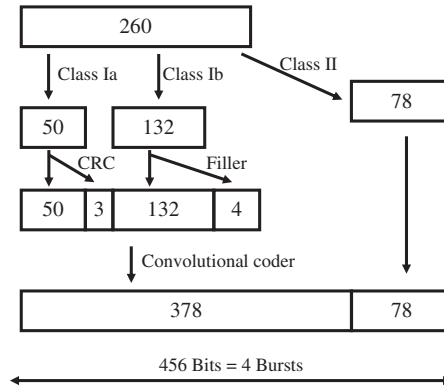 260
Class Ia Class Ib Class II
78
50 132
CRC Filler
50 3 132 4
Convolutional coder
378 78
456 Bits = 4 Bursts